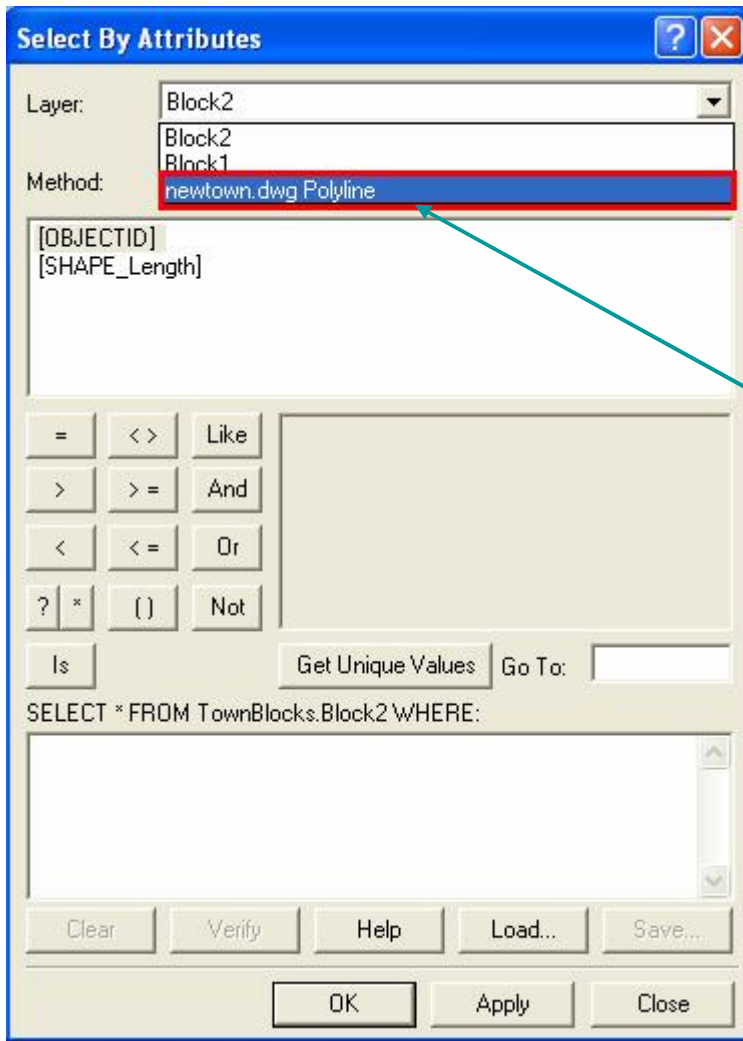 Select By Attributes
Layer: Block2
Block2
Block1
Method: newtown.dwg Polyline
[OBJECTID]
[SHAPE_Length]
= < > Like
> > = And
< < = Or
? * () Not
Is Get Unique Values Go To:
SELECT * FROM TownBlocks.Block2 WHERE:
Clear Verify Help Load... Save...
OK Apply Close